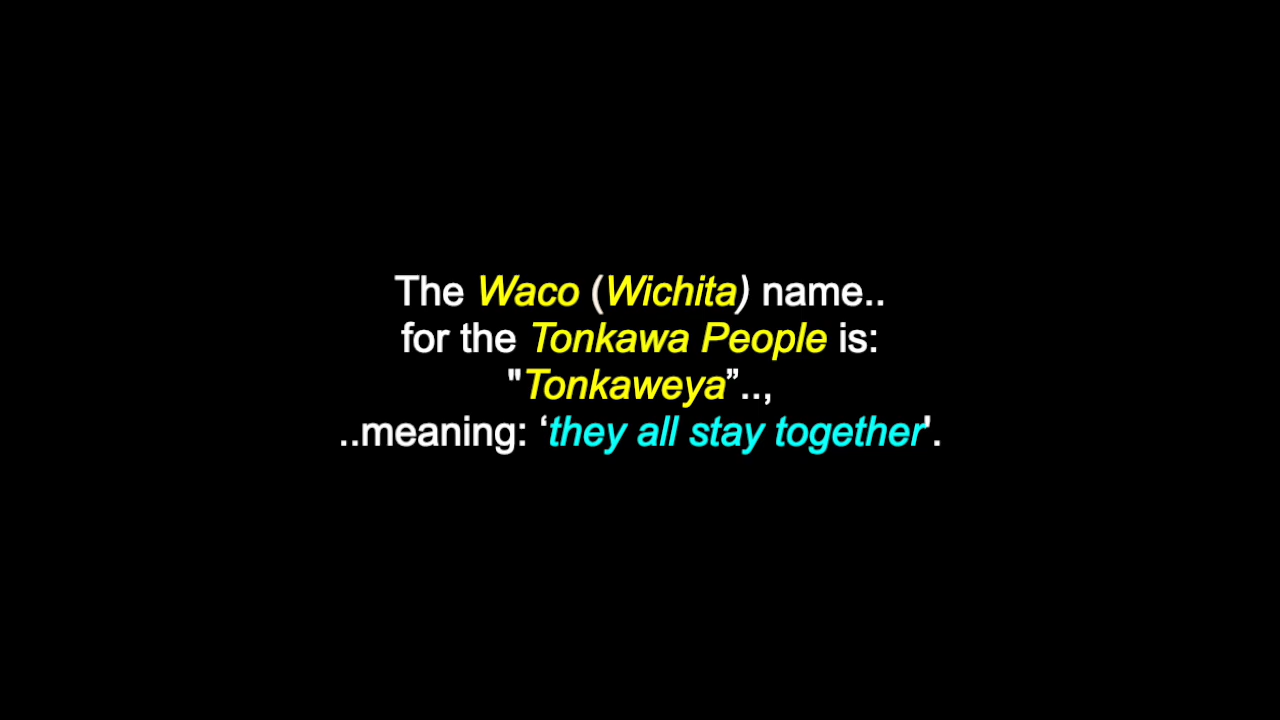 The Waco (Wichita) name..
for the Tonkawa People is:
"Tonkaweya”..,
..meaning: ‘they all stay together'.